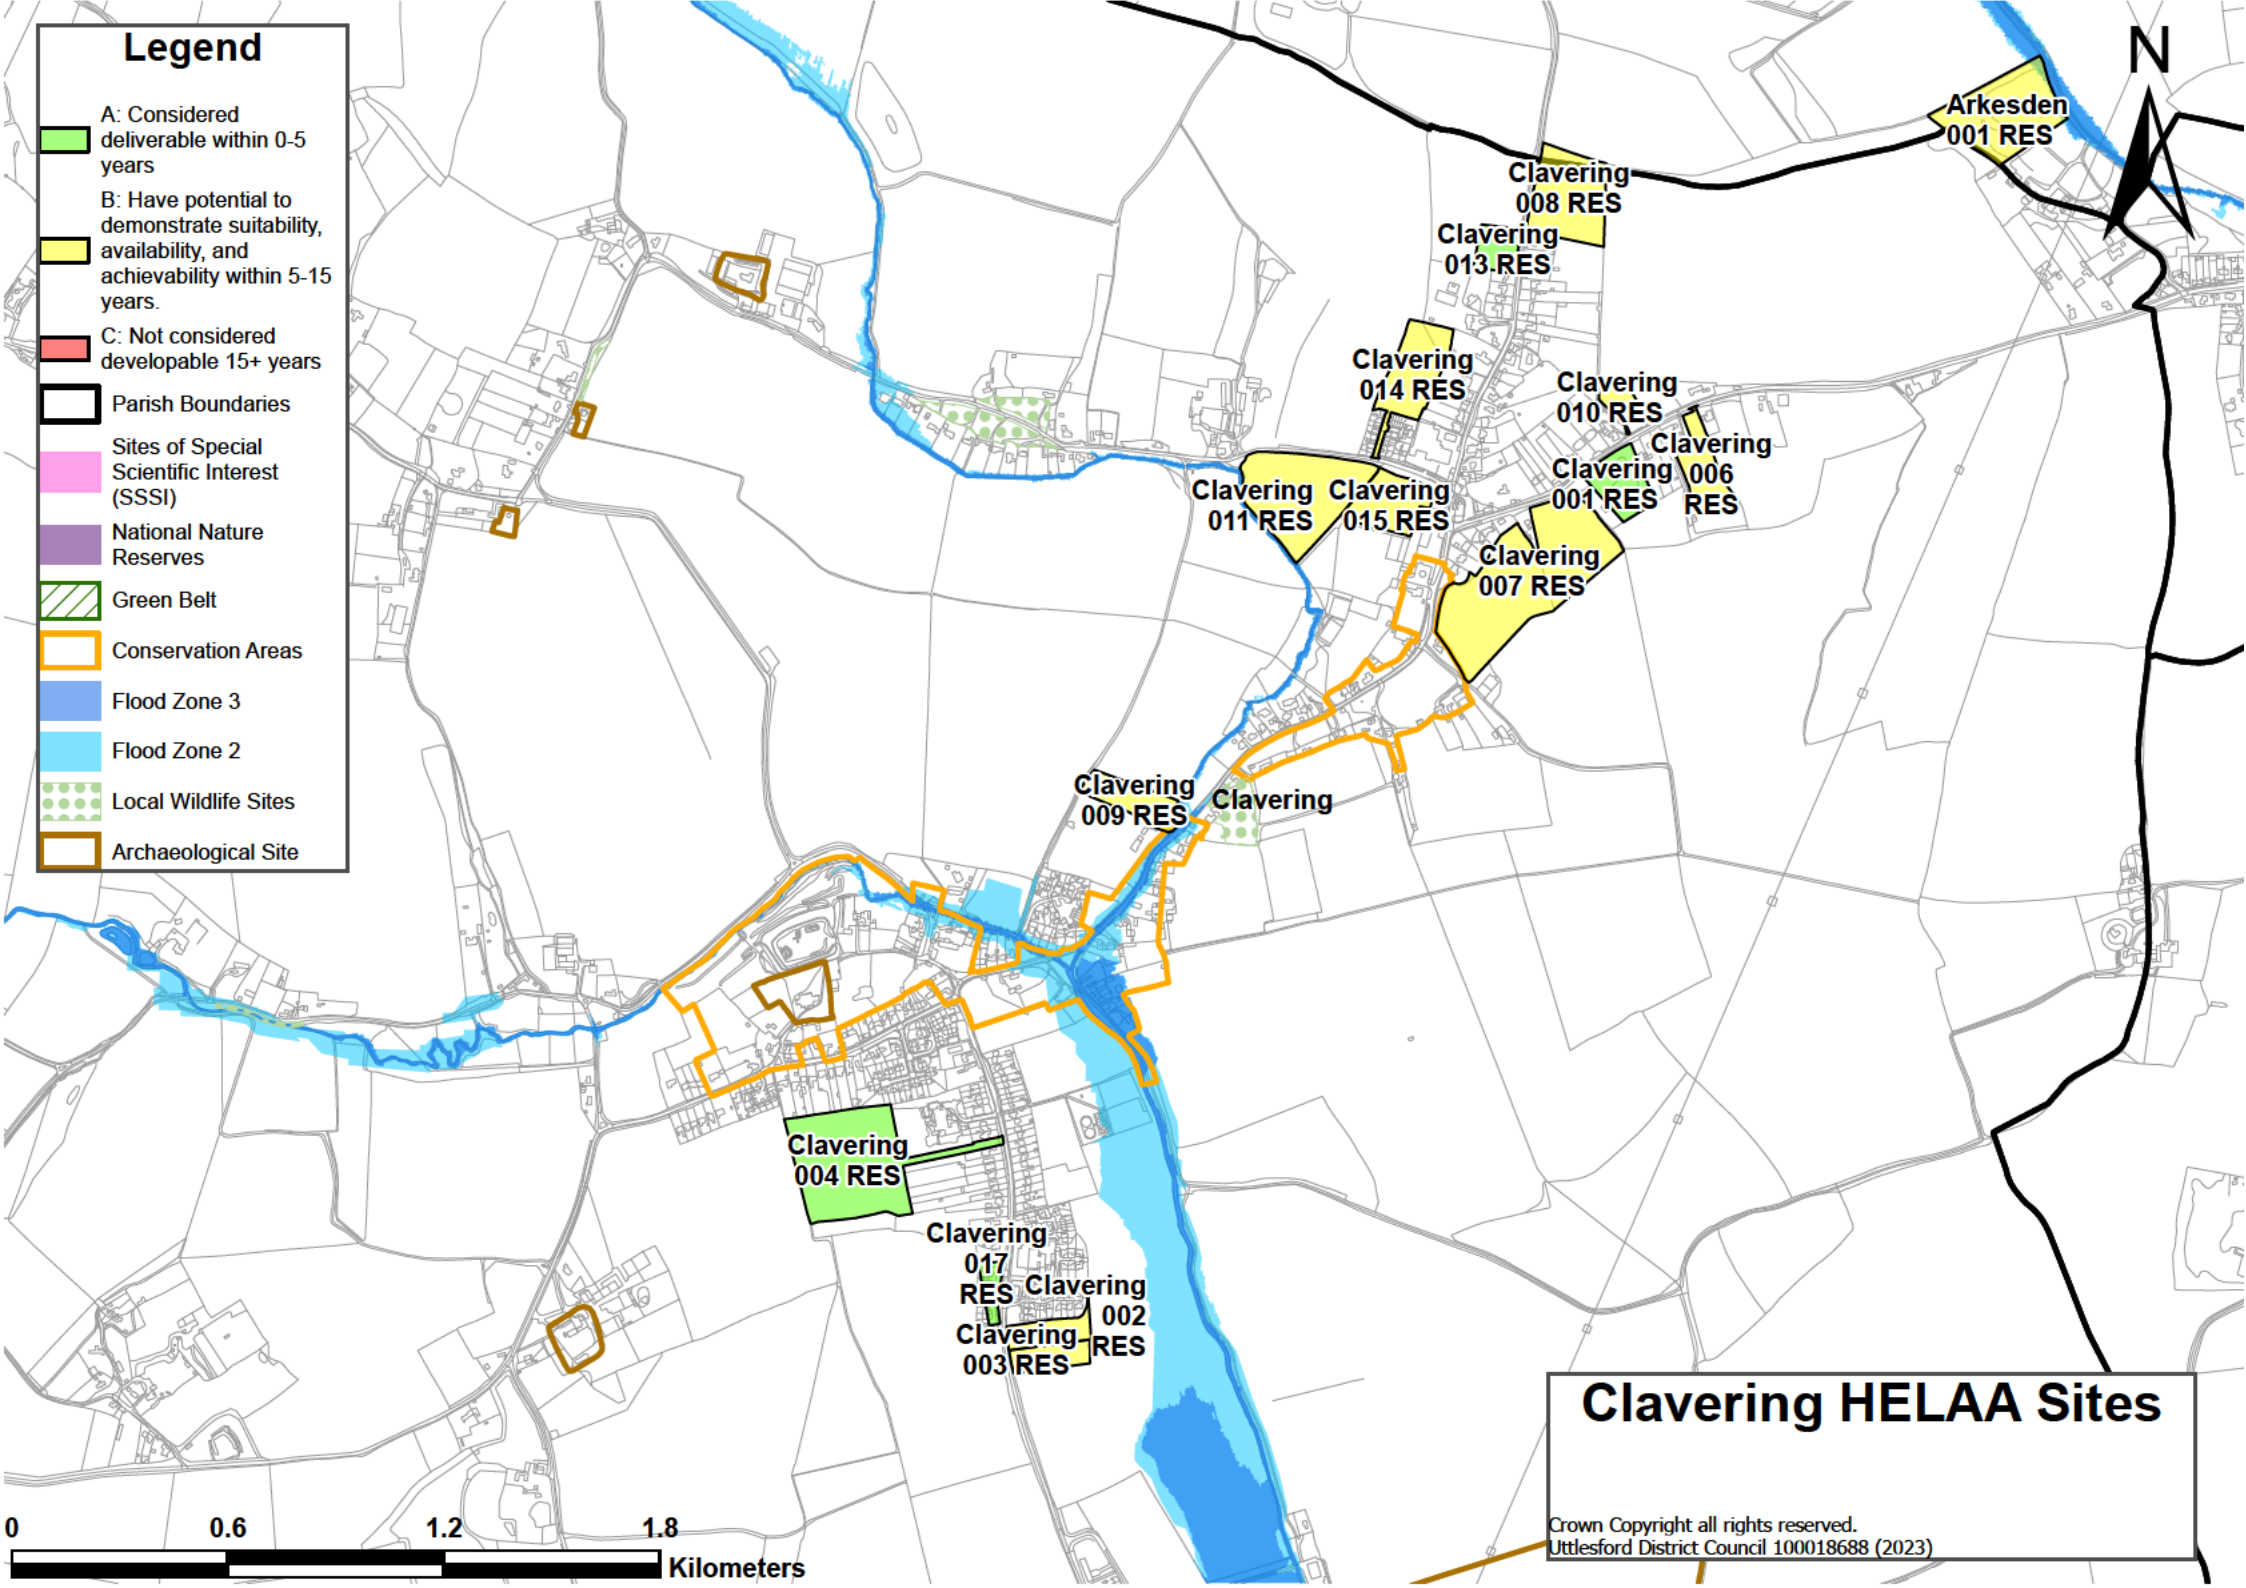 Legend
A: Considered
deliverable within 0-5
years
B: Have potential to
demonstrate suitability,
availability, and
achievability within 5-15
years.
C: Not considered
developable 15+ years
Parish Boundaries
Sites of Special
Scientific Interest
(SSSI)
National Nature
Reserves
Green Belt
Conservation Areas
Flood Zone 3
Flood Zone 2
Local Wildlife Sites
Archaeological Site
N
Arkesden
001 RES
Clavering
008 RES
Clavering
013 RES
Clavering
014 RES
Clavering
010 RES
Clavering
006
RES
Clavering
001 RES
Clavering
011 RES
Clavering
015 RES
Clavering
007 RES
Clavering
009 RES
Clavering
Clavering
004 RES
Clavering
017
RES
Clavering
002
RES
Clavering
003 RES
Clavering HELAA Sites
Crown Copyright all rights reserved.
Uttlesford District Council 100018688 (2023)
0 0.6 1.2 1.8
Kilometers